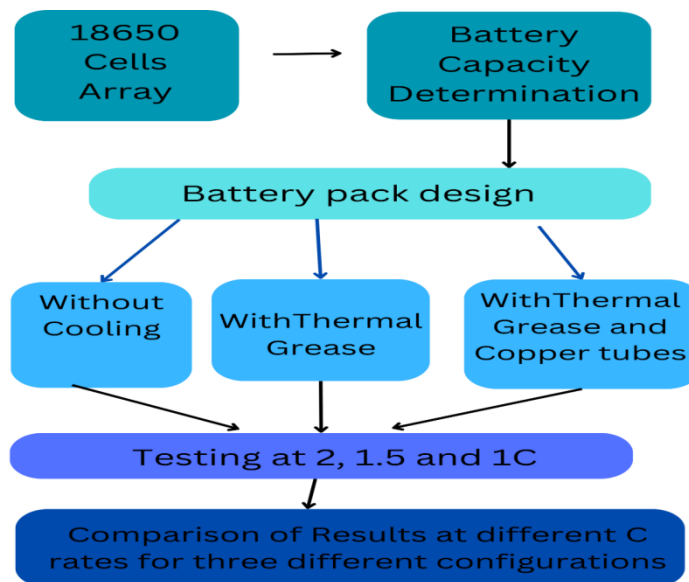 18650
Cells
Array
Battery
Capacity
Determination
Battery pack design
Without
Cooling
WithThermal
Grease
WithThermal
Grease and
Copper tubes
Testing at 2, 1.5 and 1C
Comparison of Results at different C
rates for three different configurations